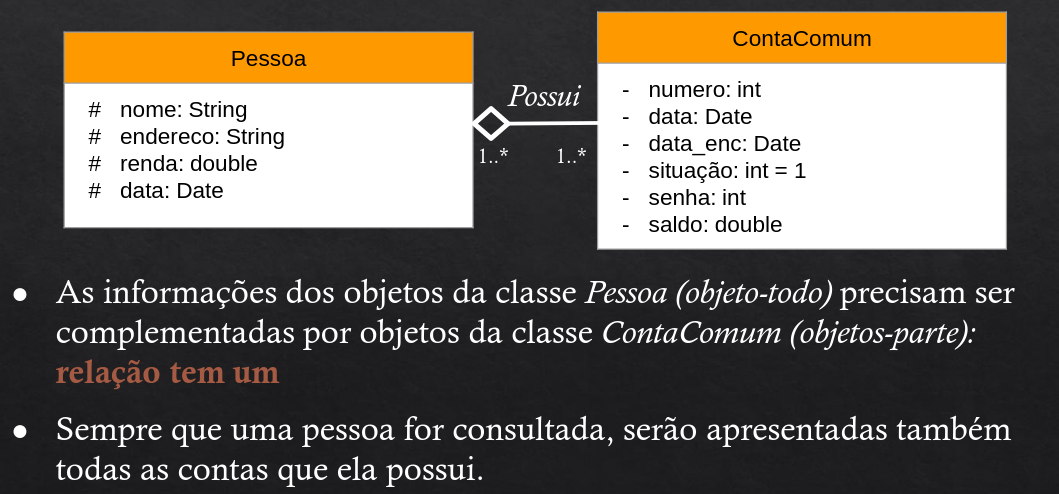 Pessoa
# nome: String
# endereco: String
# renda: double
# data: Date
Possui
1..* 1..*
ContaComum
- numero: int
- data: Date
- data_enc: Date
- situação: int = 1
- senha: int
- saldo: double
● As informações dos objetos da classe Pessoa (objeto-todo) precisam ser
complementadas por objetos da classe ContaComum (objetos-parte):
relação tem um
● Sempre que uma pessoa for consultada, serão apresentadas também
todas as contas que ela possui.